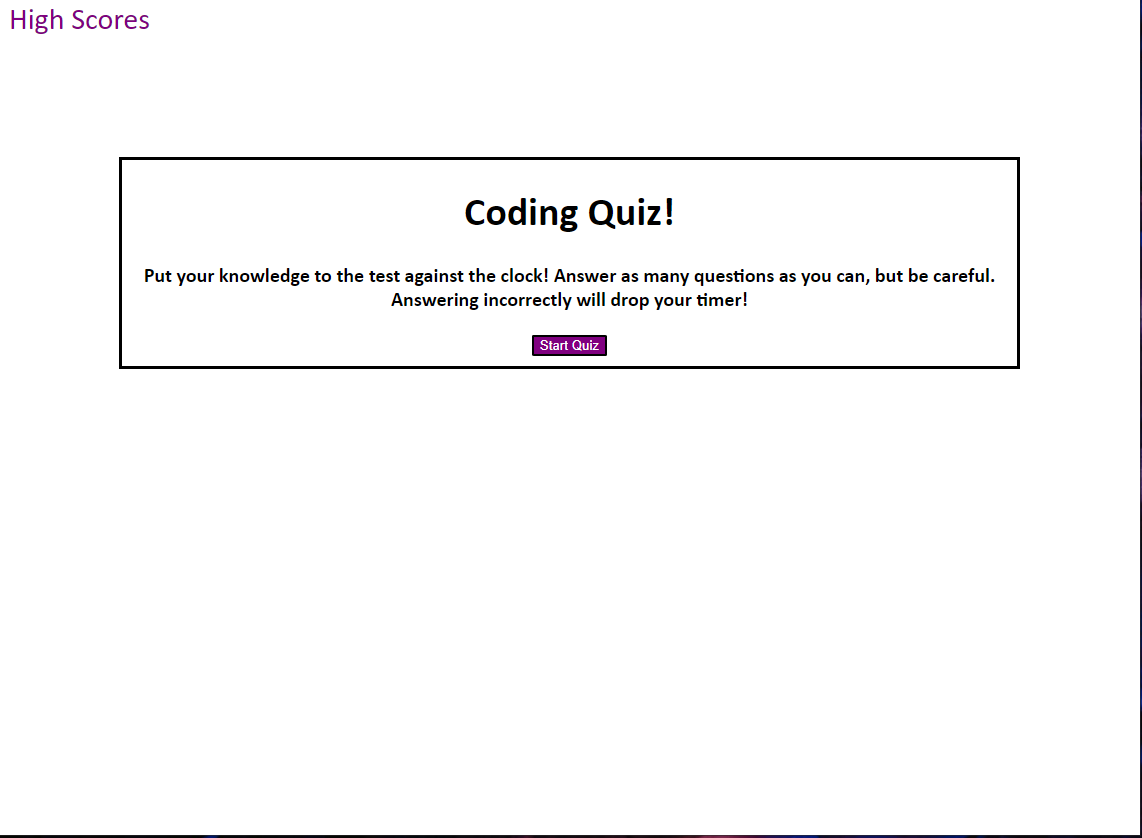 High Scores
Coding Quiz!
Put your knowledge to the test against the clock! Answer as many questions as you can, but be careful.
Answering incorrectly will drop your timer!
Start Quiz